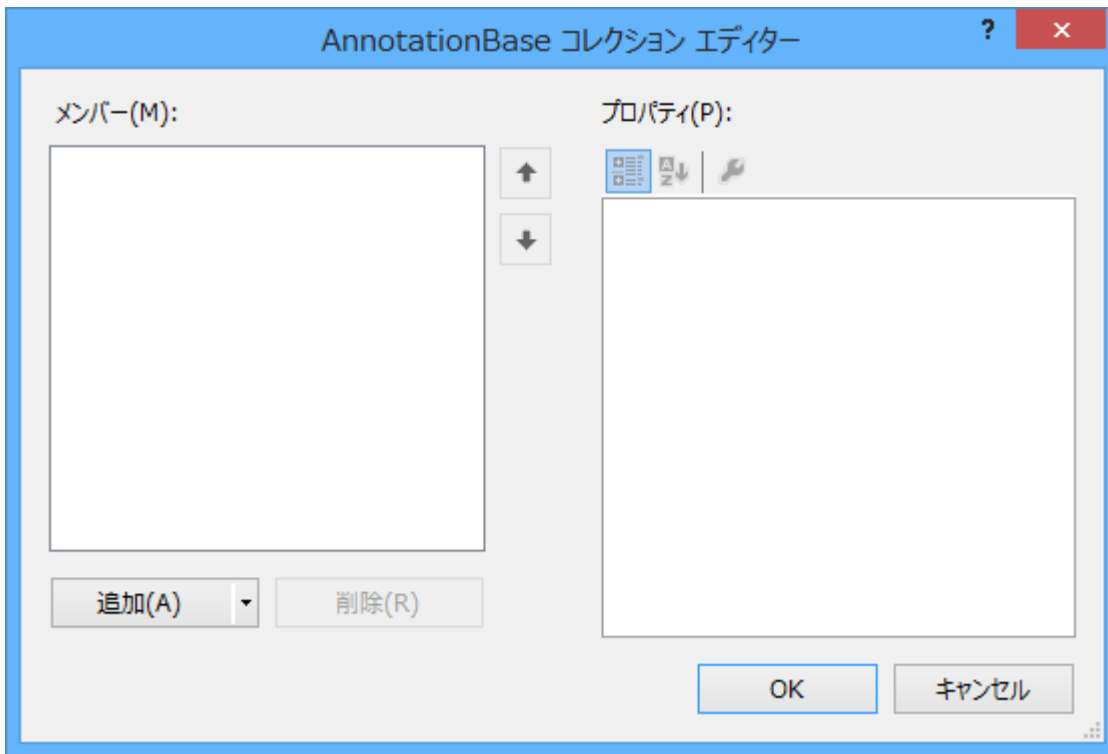 AnnotationBase コレクション エディター
?
メンバー(M):
プロパティ(P):
追加(A)
削除(R)
OK
キャンセル